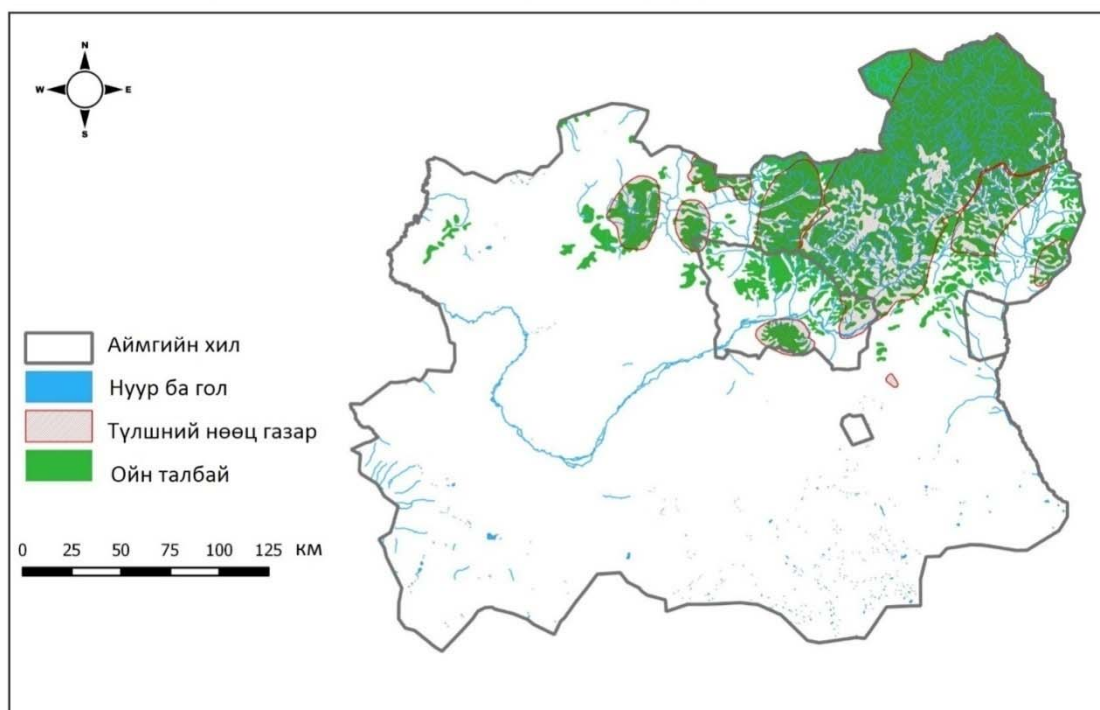 N
W E
S
Аймгийн хил
Нуур ба гол
Түлшний нөөц газар
Ойн талбай
0 25 50 75 100 125 км